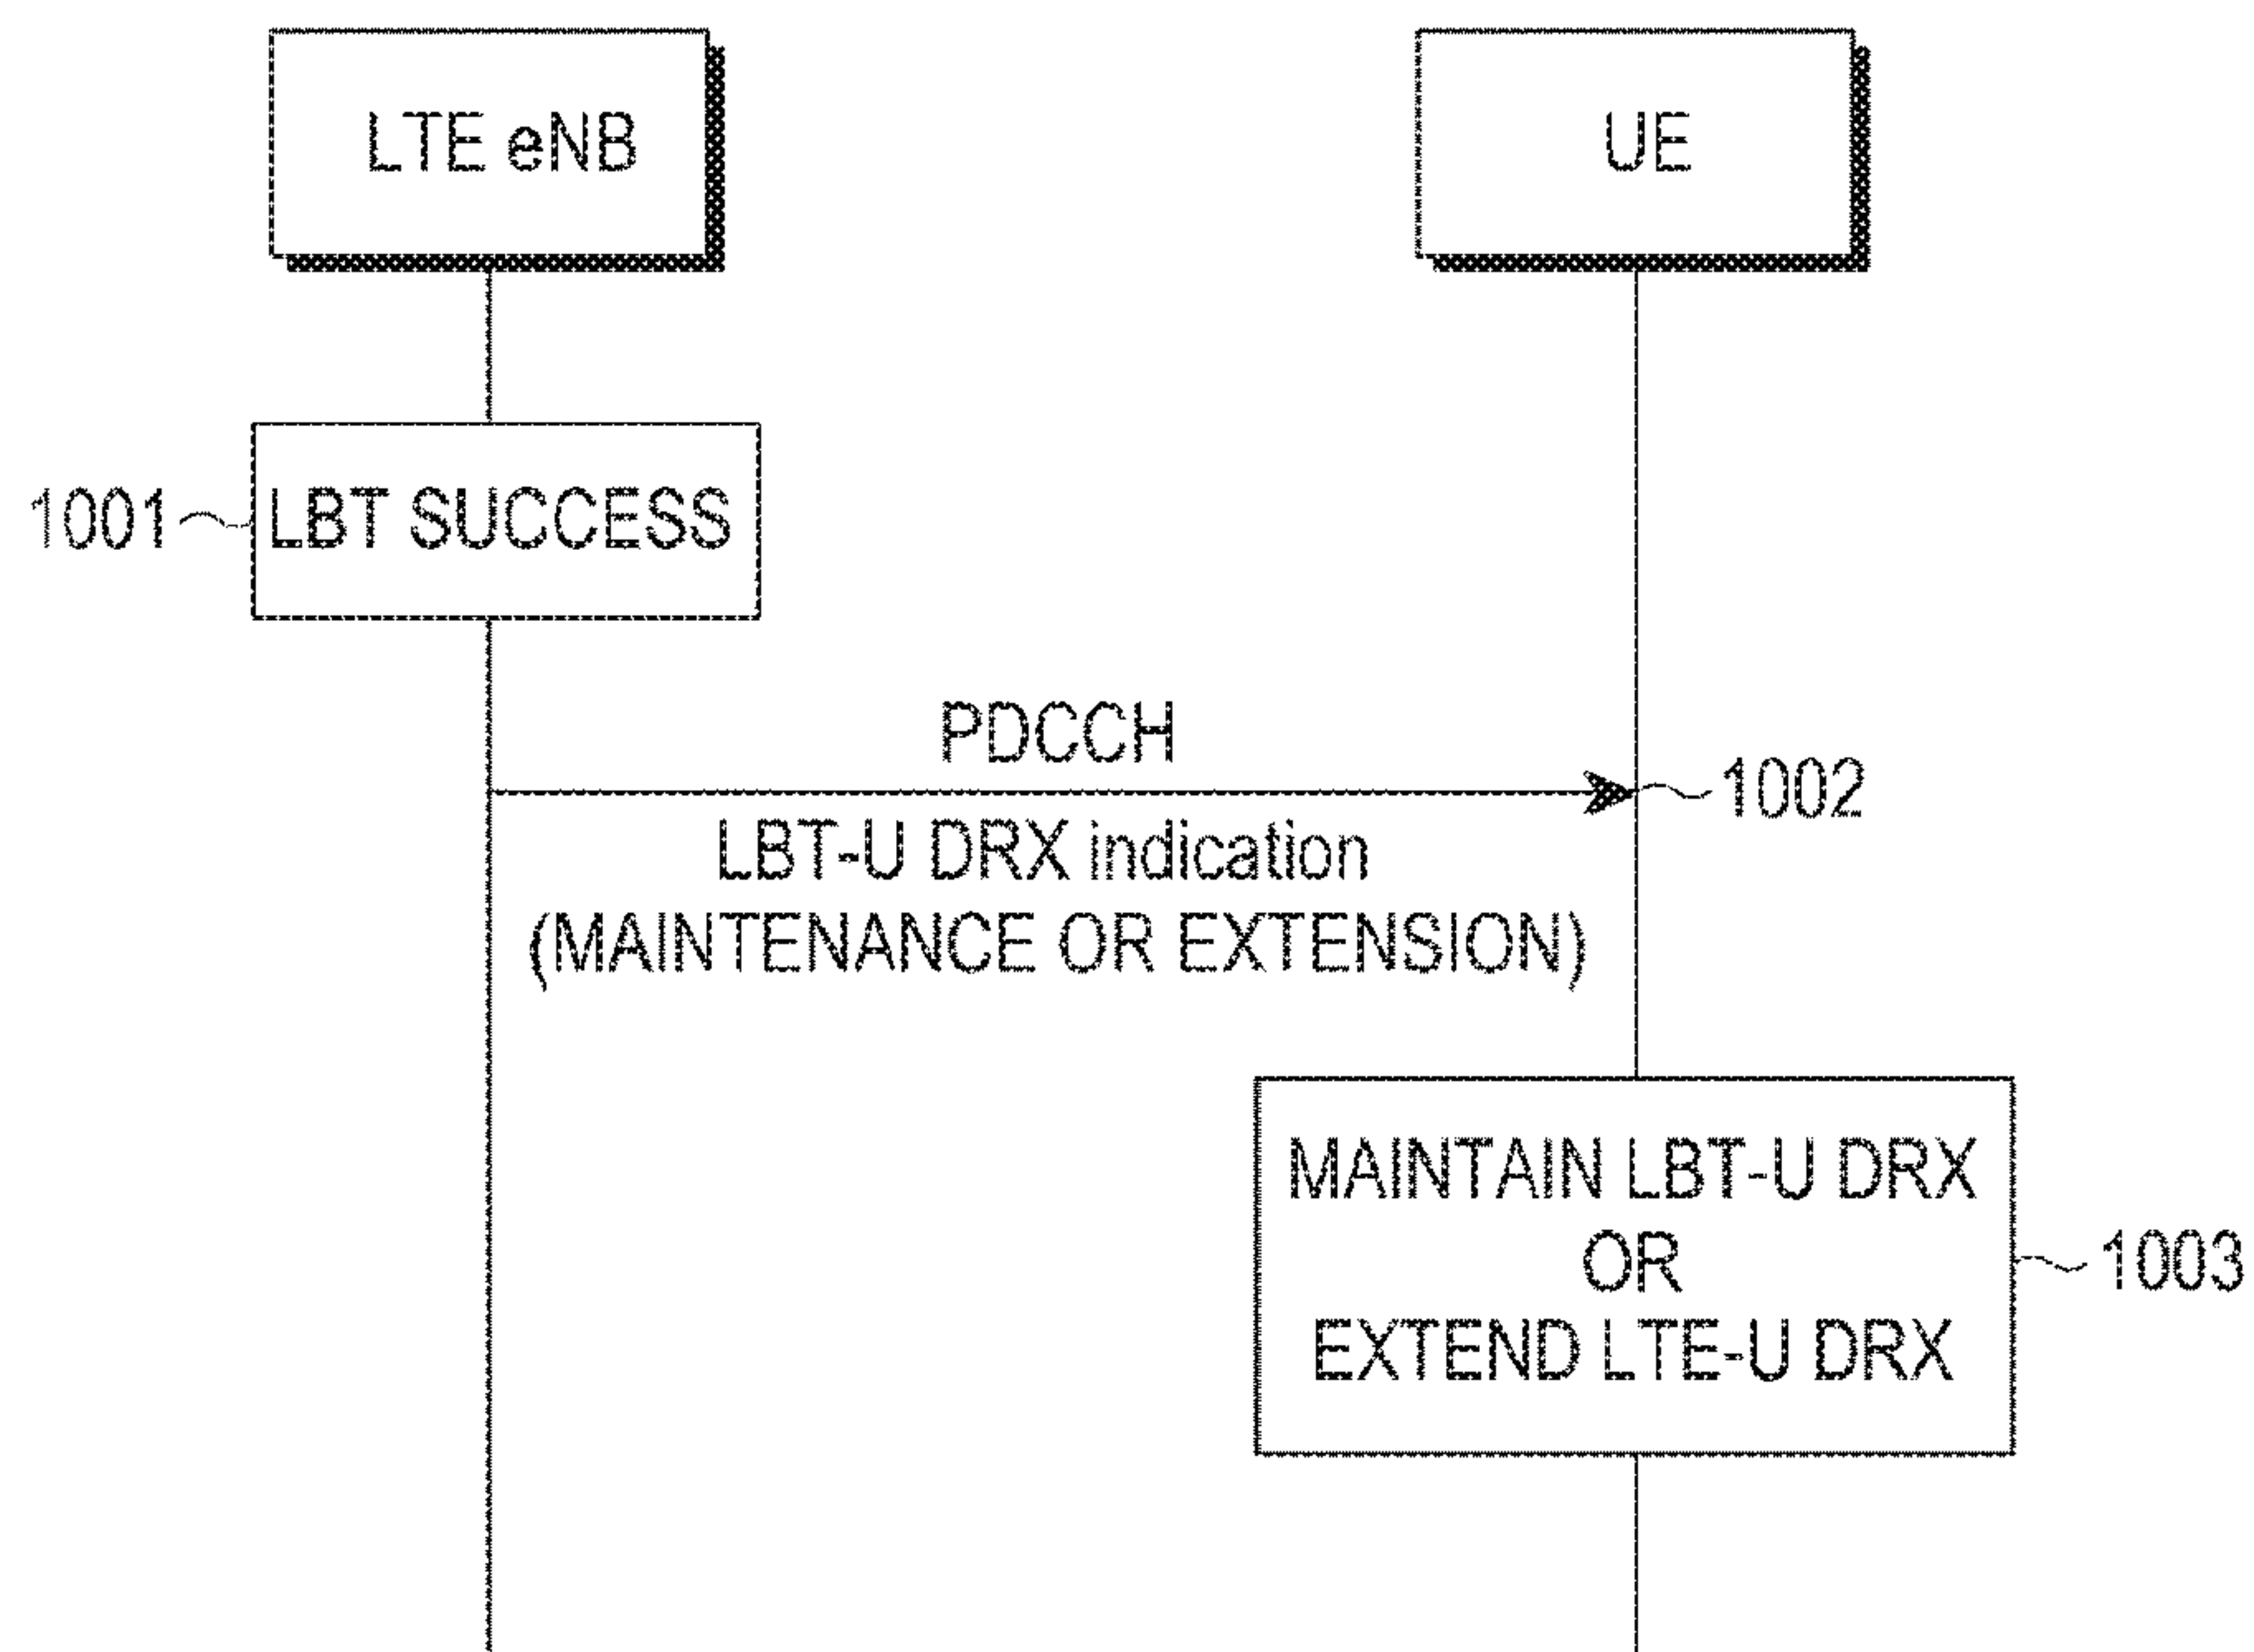 LTE eNB
UE
1001
LBT SUCCESS
PDCCH
1002
LBT-U DRX indication
(MAINTENANCE OR EXTENSION)
MAINTAIN LBT-U DRX
OR
EXTEND LTE-U DRX
1003